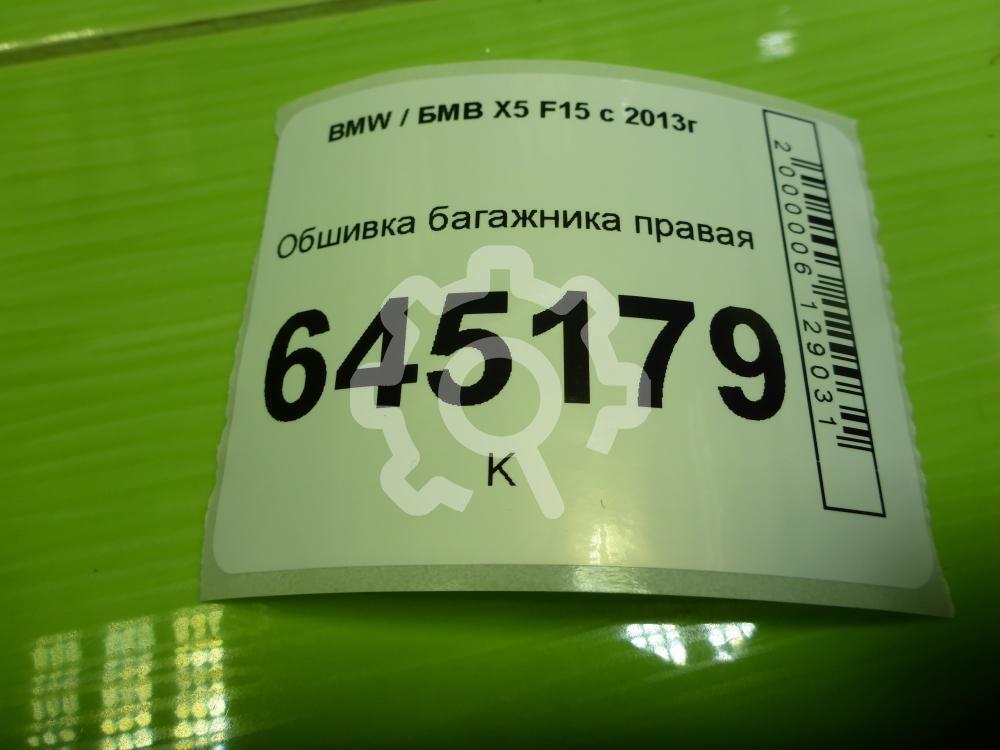 BMW / БМВ X5 F15 с 2013г
Обшивка багажника правая
645179
К
2000006129031